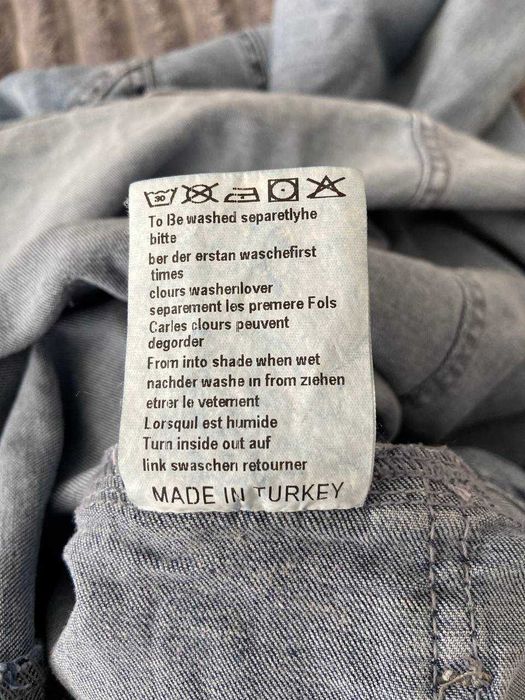 30
To Be washed separetlyhe
bitte
ber der erstan waschefirst
times
clours washenlover
separement les premere Fols
Carles clours peuvent
degorder
From into shade when wet
nachder washe in from ziehen
etirer le vetement
Lorsquil est humide
Turn inside out auf
link swaschen retourner
MADE IN TURKEY